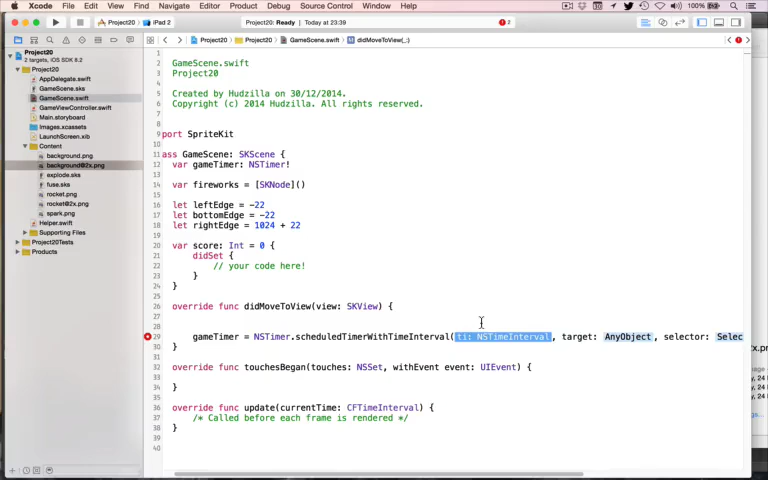 Xcode File Edit View Find Navigate Editor Product Debug Source Control Window Help 100%
Project20 iPad 2
Project20: Ready Today at 23:39
2
Project20 Project20 GameScene.swift didMoveToView(_:)
Project20
2 targets, iOS SDK 8.2
Project20
AppDelegate.swift
GameScene.sks
GameScene.swift
GameViewController.swift
Main.storyboard
Images.xcassets
LaunchScreen.xib
Content
background.png
background@2x.png
explode.sks
fuse.sks
rocket.png
rocket@2x.png
spark.png
Helper.swift
Supporting Files
Project20Tests
Products
1
2 GameScene.swift
3 Project20
4
5 Created by Hudzilla on 30/12/2014.
6 Copyright (c) 2014 Hudzilla. All rights reserved.
7
8
9 port SpriteKit
10
11 ass GameScene: SKScene {
12 var gameTimer: NSTimer!
13
14 var fireworks = [SKNode]()
15
16 let leftEdge = -22
17 let bottomEdge = -22
18 let rightEdge = 1024 + 22
19
20 var score: Int = 0 {
21 didSet {
22 // your code here!
23 }
24 }
25
26 override func didMoveToView(view: SKView) {
27
28
29 gameTimer = NSTimer.scheduledTimerWithTimeInterval(ti: NSTimeInterval, target: AnyObject, selector: Selec
30 }
31
32 override func touchesBegan(touches: NSSet, withEvent event: UIEvent) {
33
34 }
35
36 override func update(currentTime: CFTimeInterval) {
37 /* Called before each frame is rendered */
38 }
39
40